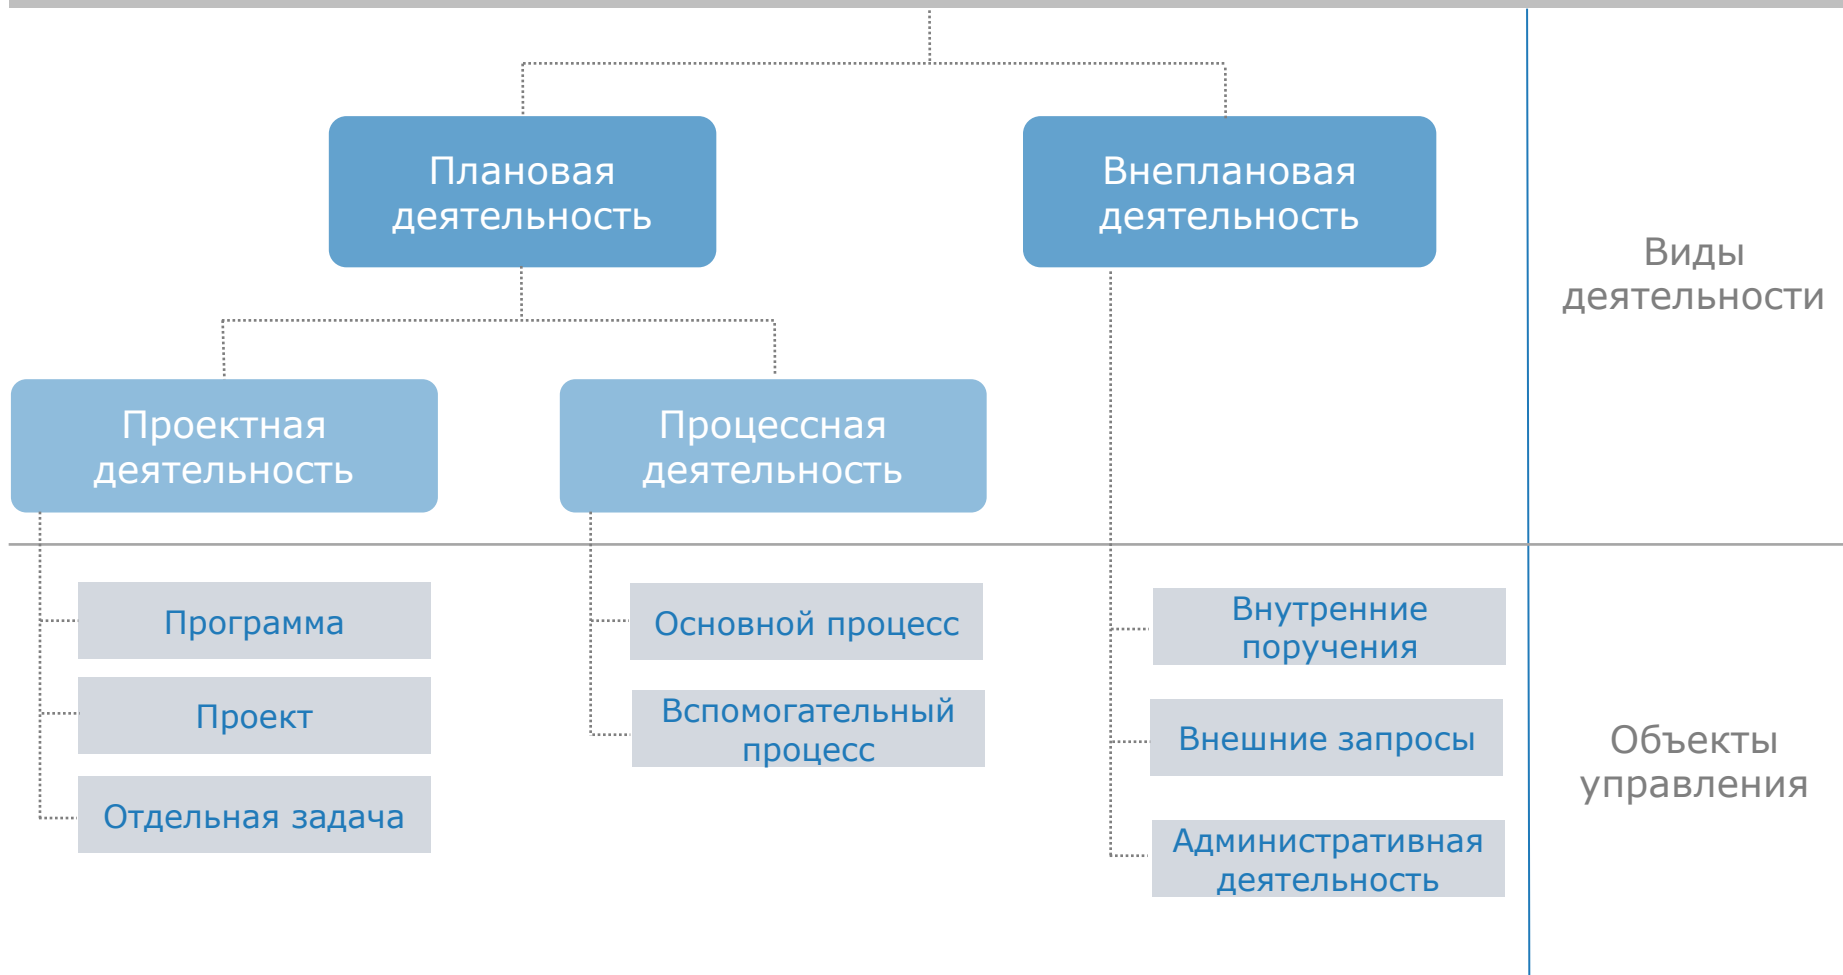 Плановая
деятельность
Внеплановая
деятельность
Виды
деятельности
Проектная
деятельность
Процессная
деятельность
Программа
Проект
Отдельная задача
Основной процесс
Вспомогательный
процесс
Внутренние
поручения
Внешние запросы
Административная
деятельность
Объекты
управления